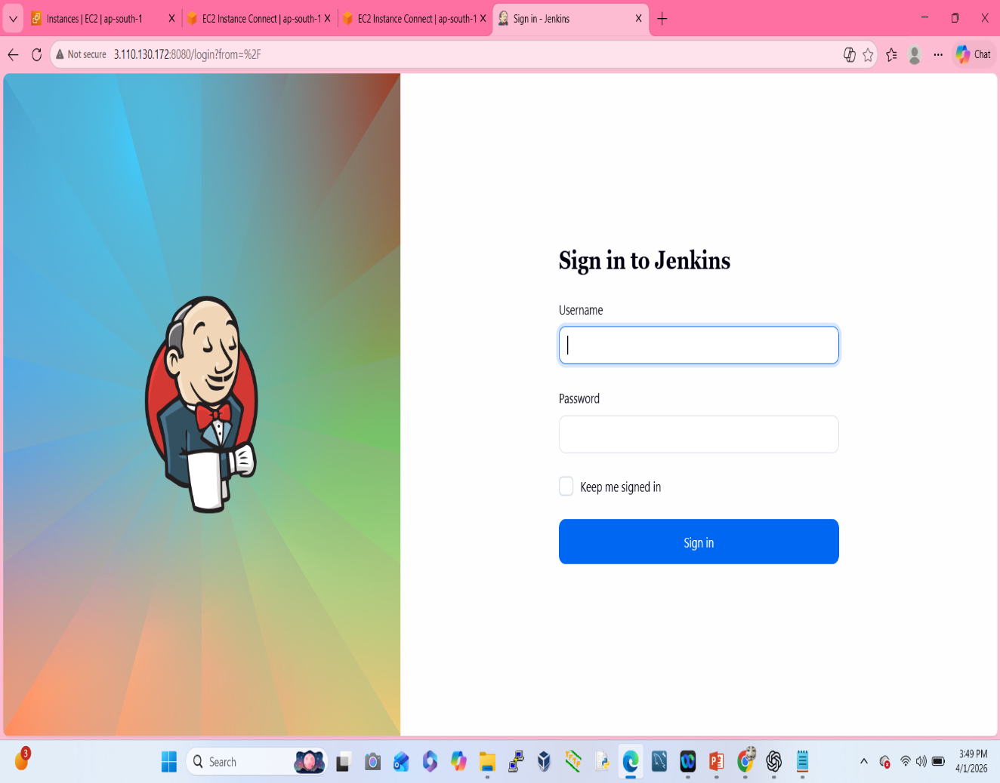 Instances | EC2 | ap-south-1
EC2 Instance Connect | ap-south-1
EC2 Instance Connect | ap-south-1
Sign in - Jenkins
Not secure
3.110.130.172:8080/login?from=%2F
Chat
Sign in to Jenkins
Username
Password
Keep me signed in
Sign in
3
Search
3:49 PM
4/1/2026